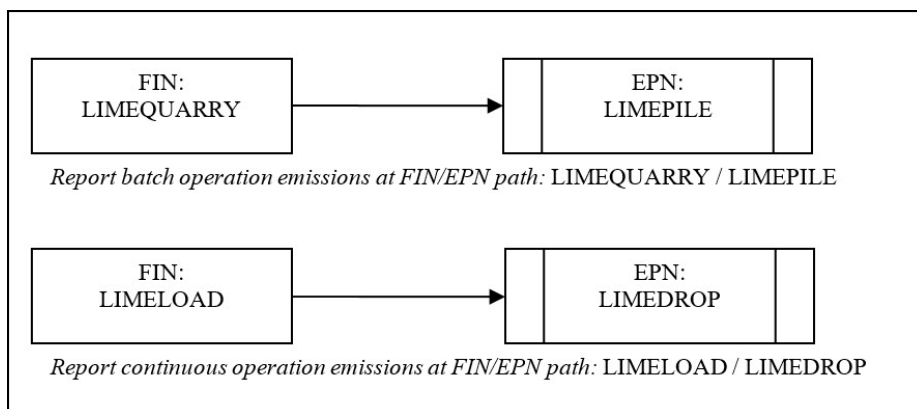 FIN:
LIMEQUARRY
EPN:
LIMEPILE
Report batch operation emissions at FIN/EPN path: LIMEQUARRY / LIMEPILE
FIN:
LIMELOAD
EPN:
LIMEDROP
Report continuous operation emissions at FIN/EPN path: LIMELOAD / LIMEDROP